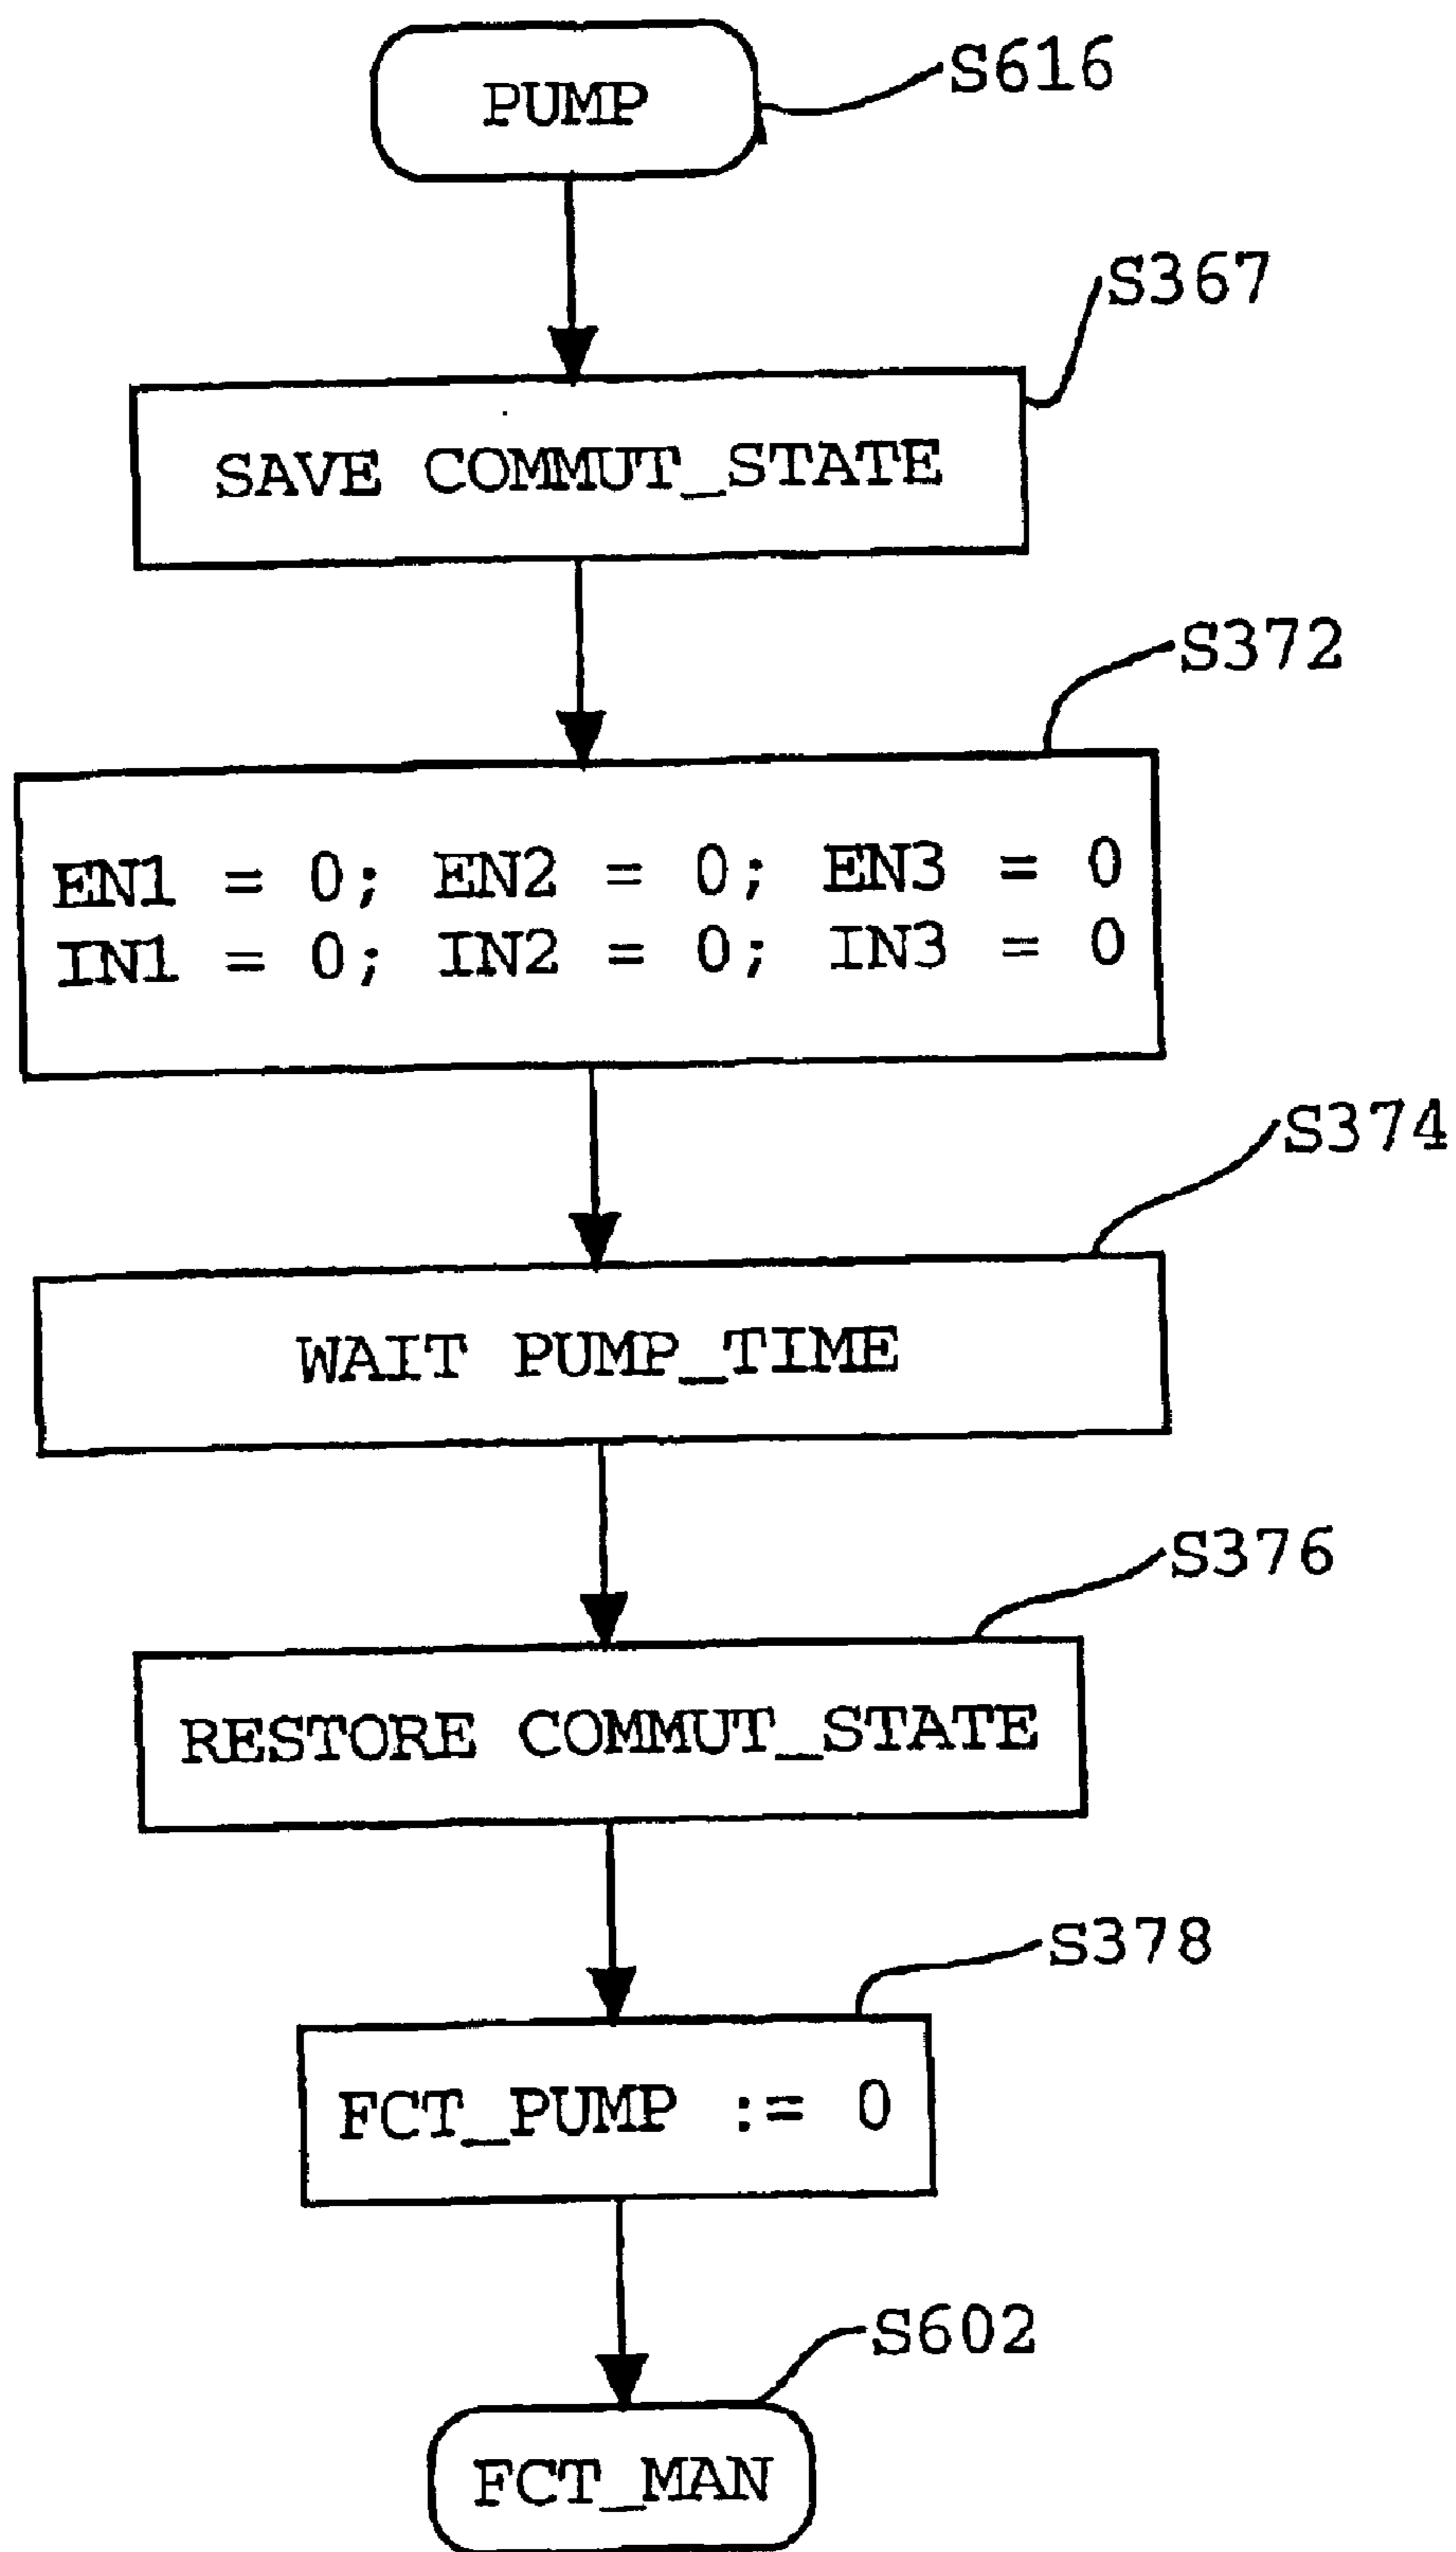 PUMP
S616
S367
SAVE COMMUT_STATE
S372
EN1 = 0; EN2 = 0; EN3 = 0
IN1 = 0; IN2 = 0; IN3 = 0
S374
WAIT PUMP_TIME
S376
RESTORE COMMUT_STATE
S378
FCT_PUMP := 0
S602
FCT_MAN